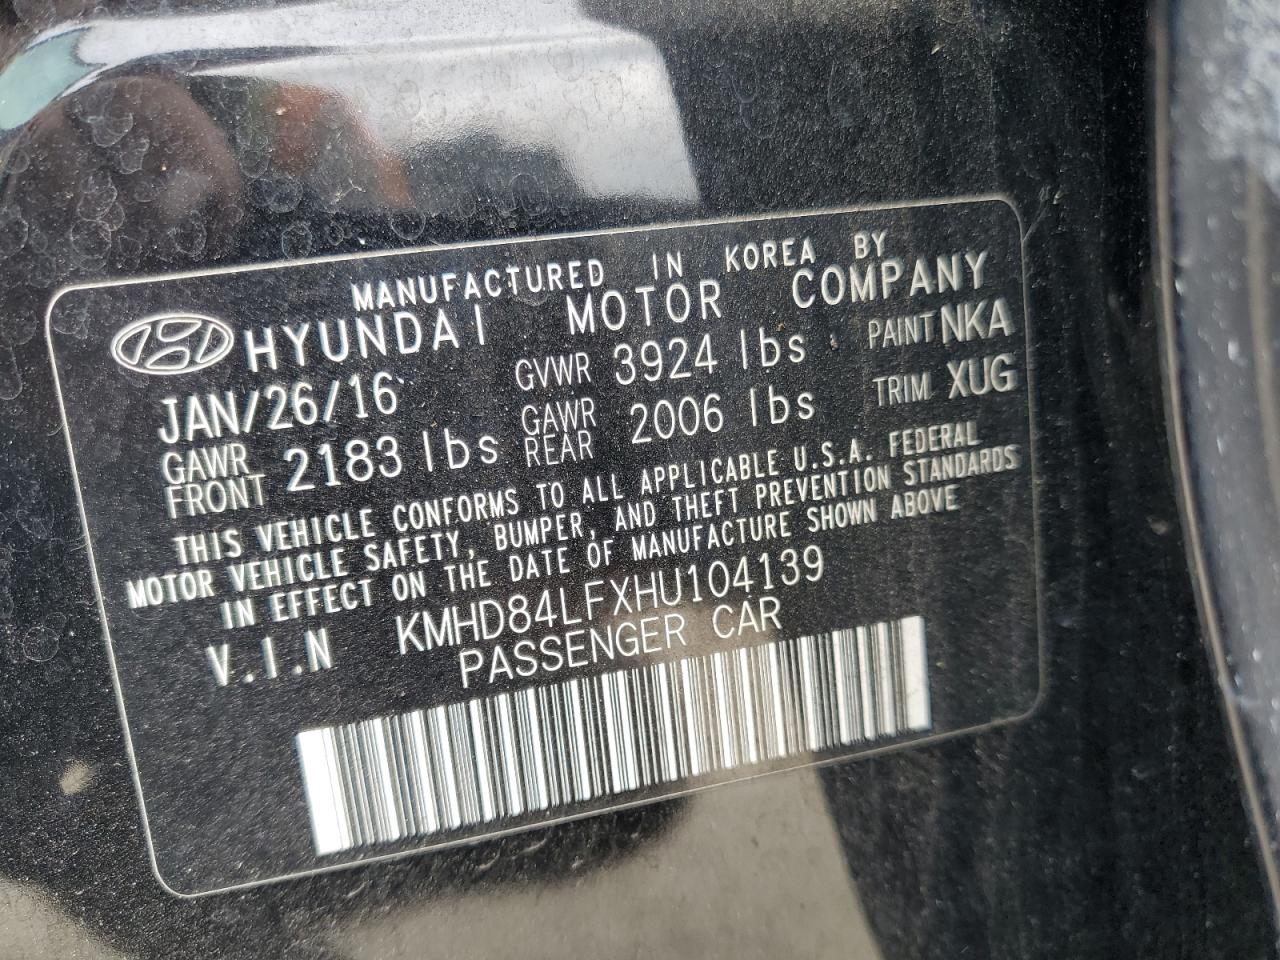 MANUFACTURED IN KOREA BY
HYUNDAI MOTOR COMPANY
JAN/26/16 GVWR 3924 lbs PAINT NKA
GAWR FRONT 2183 lbs GAWR REAR 2006 lbs TRIM XUG
THIS VEHICLE CONFORMS TO ALL APPLICABLE U.S.A. FEDERAL
MOTOR VEHICLE SAFETY, BUMPER, AND THEFT PREVENTION STANDARDS
IN EFFECT ON THE DATE OF MANUFACTURE SHOWN ABOVE
V.I.N KMHD84LFXHU104139
PASSENGER CAR